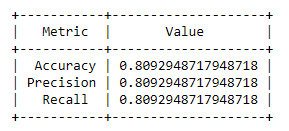 +-----------+--------------------+
|   Metric  |       Value        |
+-----------+--------------------+
|  Accuracy | 0.8092948717948718 |
| Precision | 0.8092948717948718 |
|   Recall  | 0.8092948717948718 |
+-----------+--------------------+